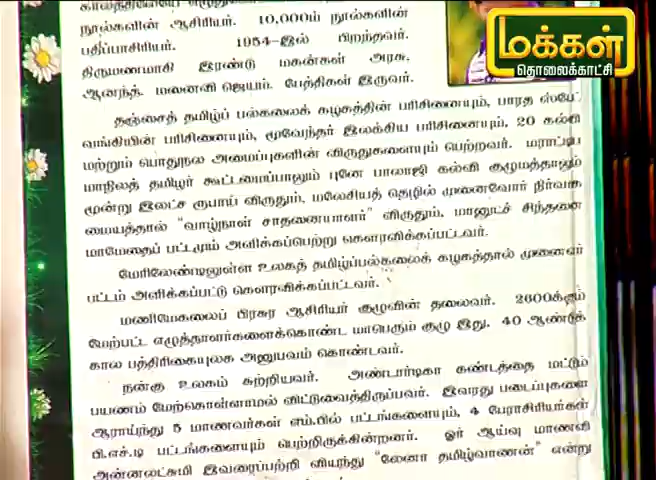 காலத்திலேயே எழுதத்
நூல்களின் ஆசிரியர். 10,000ய் நூல்களின்
பதிப்பாசிரியர். 1954-இல் பிறந்தவர்.
திருமணமாகி இரண்டு மகன்கள் அரசு,
ஆனந்த். மனைவி ஜெயம். பேத்திகள் இருவர்.
மக்கள்
தொலைக்காட்சி
தஞ்சைத் தமிழ்ப் பல்கலைக் கழகத்தின் பரிசினையும், பாரத ஸ்டேட்
வங்கியின் பரிசினையும், மூவேந்தர் இலக்கிய பரிசினையும், 20 கல்வி
மற்றும் பொதுநல அமைப்புகளின் விருதுகளையும் பெற்றவர். மராட்டிய
மாநிலத் தமிழர் கூட்டமைப்பாலும் புனே பாலாஜி கல்வி குழுமத்தாலும்
மூன்று இலட்ச ரூபாய் விருதும், மலேசியத் தொழில் முனைவோர் நிர்வாக
மையத்தால் "வாழ்நாள் சாதனையாளர்" விருதும், மானுடச் சிந்தனை
மாமேதைப் பட்டமும் அளிக்கப்பெற்று கௌரவிக்கப்பட்டவர்.
மேரிலேண்டிலுள்ள உலகத் தமிழ்ப்பல்கலைக் கழகத்தால் முனைவர்
பட்டம் அளிக்கப்பட்டு கௌரவிக்கப்பட்டவர்.
மணிமேகலைப் பிரசுர ஆசிரியர் குழுவின் தலைவர். 2600க்கும்
மேற்பட்ட எழுத்தாளர்களைக்கொண்ட மாபெரும் குழு இது. 40 ஆண்டுக்
கால பத்திரிகையுலக அனுபவம் கொண்டவர்.
நன்கு உலகம் சுற்றியவர். அண்டார்டிகா கண்டத்தை மட்டும்
பயணம் மேற்கொள்ளாமல் விட்டுவைத்திருப்பவர். இவரது படைப்புகளை
ஆராய்ந்து 5 மாணவர்கள் எம்.பில் பட்டங்களையும், 4 பேராசிரியர்கள்
பி.எச்.டி பட்டங்களையும் பெற்றிருக்கின்றனர். ஓர் ஆய்வு மாணவி
அன்னலட்சுமி இவரைப்பற்றி வியந்து "லேனா தமிழ்வாணன்" என்று